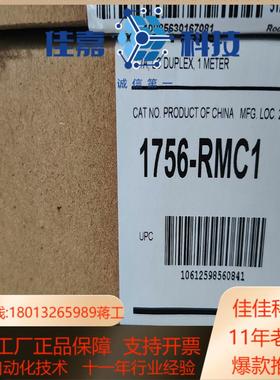 佳嘉 科技
诚信第一
DUPLEX, 1 METER
CAT NO. PRODUCT OF CHINA MFG. LOC. 2
1756-RMC1
UPC
10612598560841
线:18013265989蒋工
工厂正品保障 支持开票
自动化技术 十一年行业经验
佳佳科
11年老
爆款推